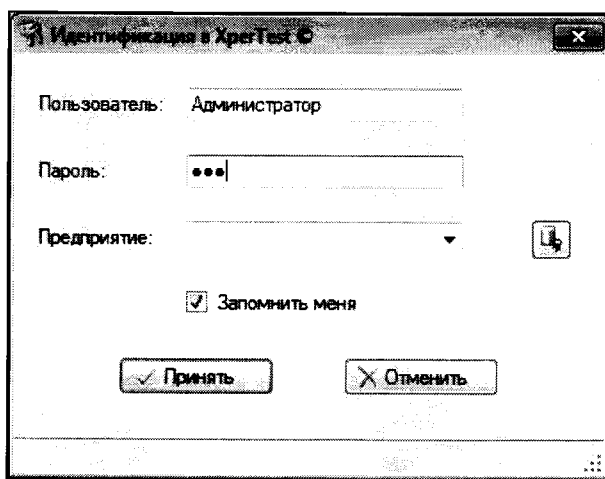 Идентификация в XperTest ©
Пользователь: Администратор
Пароль: •••
Предприятие:
Запомнить меня
Принять Отменить